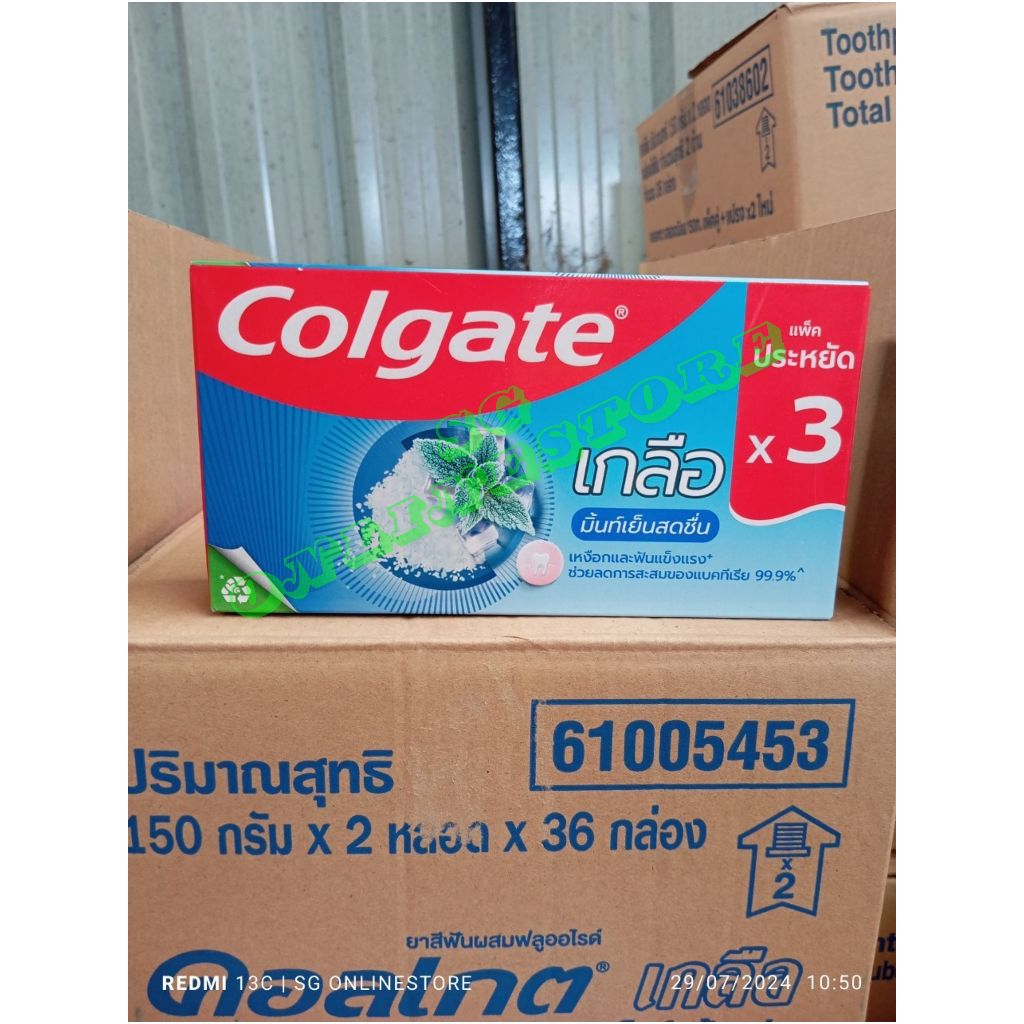 Toothp
Tooth
Total
61038602
2
Colgate®
แพ็ค
ประหยัด
x 3
SG
ONLINESTORE
เกลือ
มิ้นท์เย็นสดชื่น
เหงือกและฟันแข็งแรง+
ช่วยลดการสะสมของแบคทีเรีย 99.9%^
61005453
ปริมาณสุทธิ
150 กรัม x 2 หลอด x 36 กล่อง
x
2
ยาสีฟันผสมฟลูออไรด์
คอลเกต® เกลือ
REDMI 13C | SG ONLINESTORE
29/07/2024 10:50